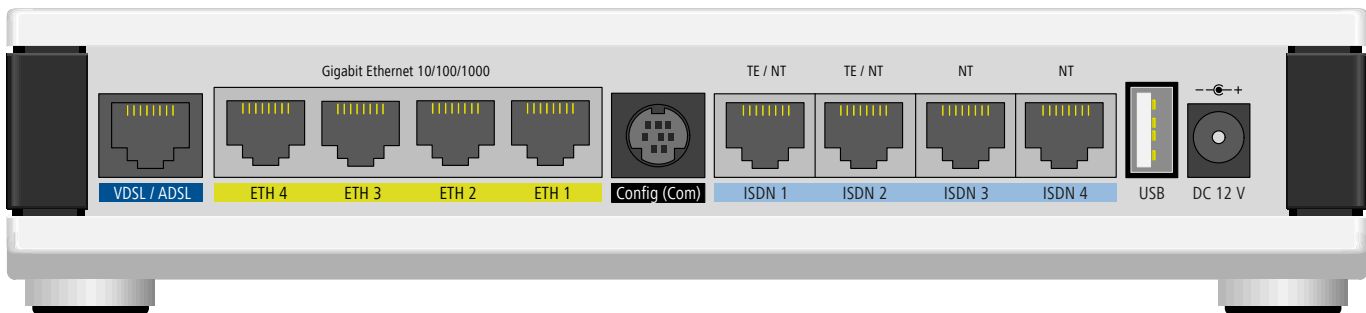 Gigabit Ethernet 10/100/1000 TE / NT TE / NT NT NT
VDSL / ADSL ETH 4 ETH 3 ETH 2 ETH 1 Config (Com) ISDN 1 ISDN 2 ISDN 3 ISDN 4 USB DC 12 V